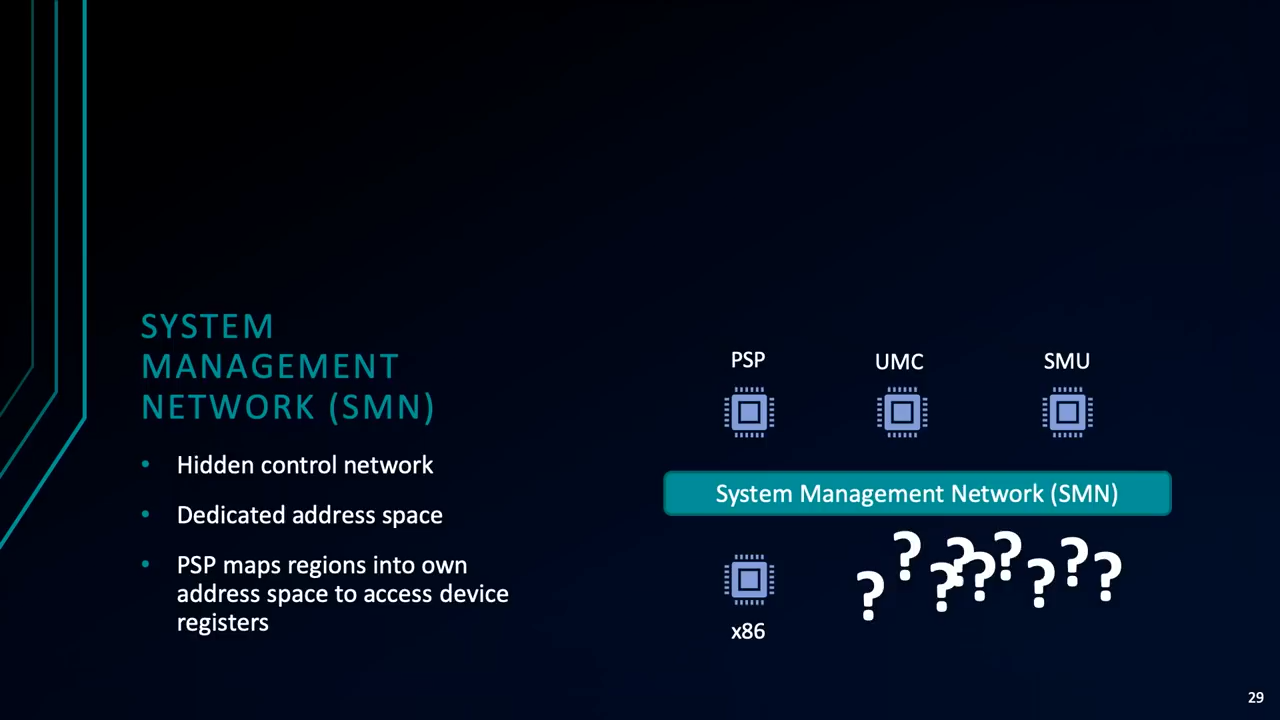 SYSTEM
MANAGEMENT
NETWORK (SMN)
• Hidden control network
• Dedicated address space
• PSP maps regions into own
address space to access device
registers
PSP
UMC
SMU
System Management Network (SMN)
? ? ? ? ? ? ? ? ?
x86
29